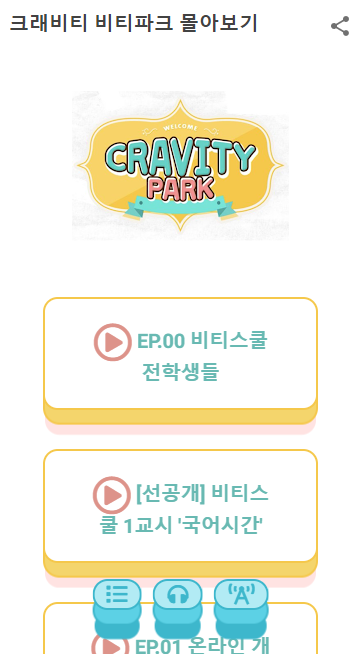 크래비티 비티파크 몰아보기
WELCOME
CRAVITY
PARK
EP.00 비티스쿨
전학생들
[선공개] 비티스
쿨 1교시 '국어시간'
EP.01 온라인 개